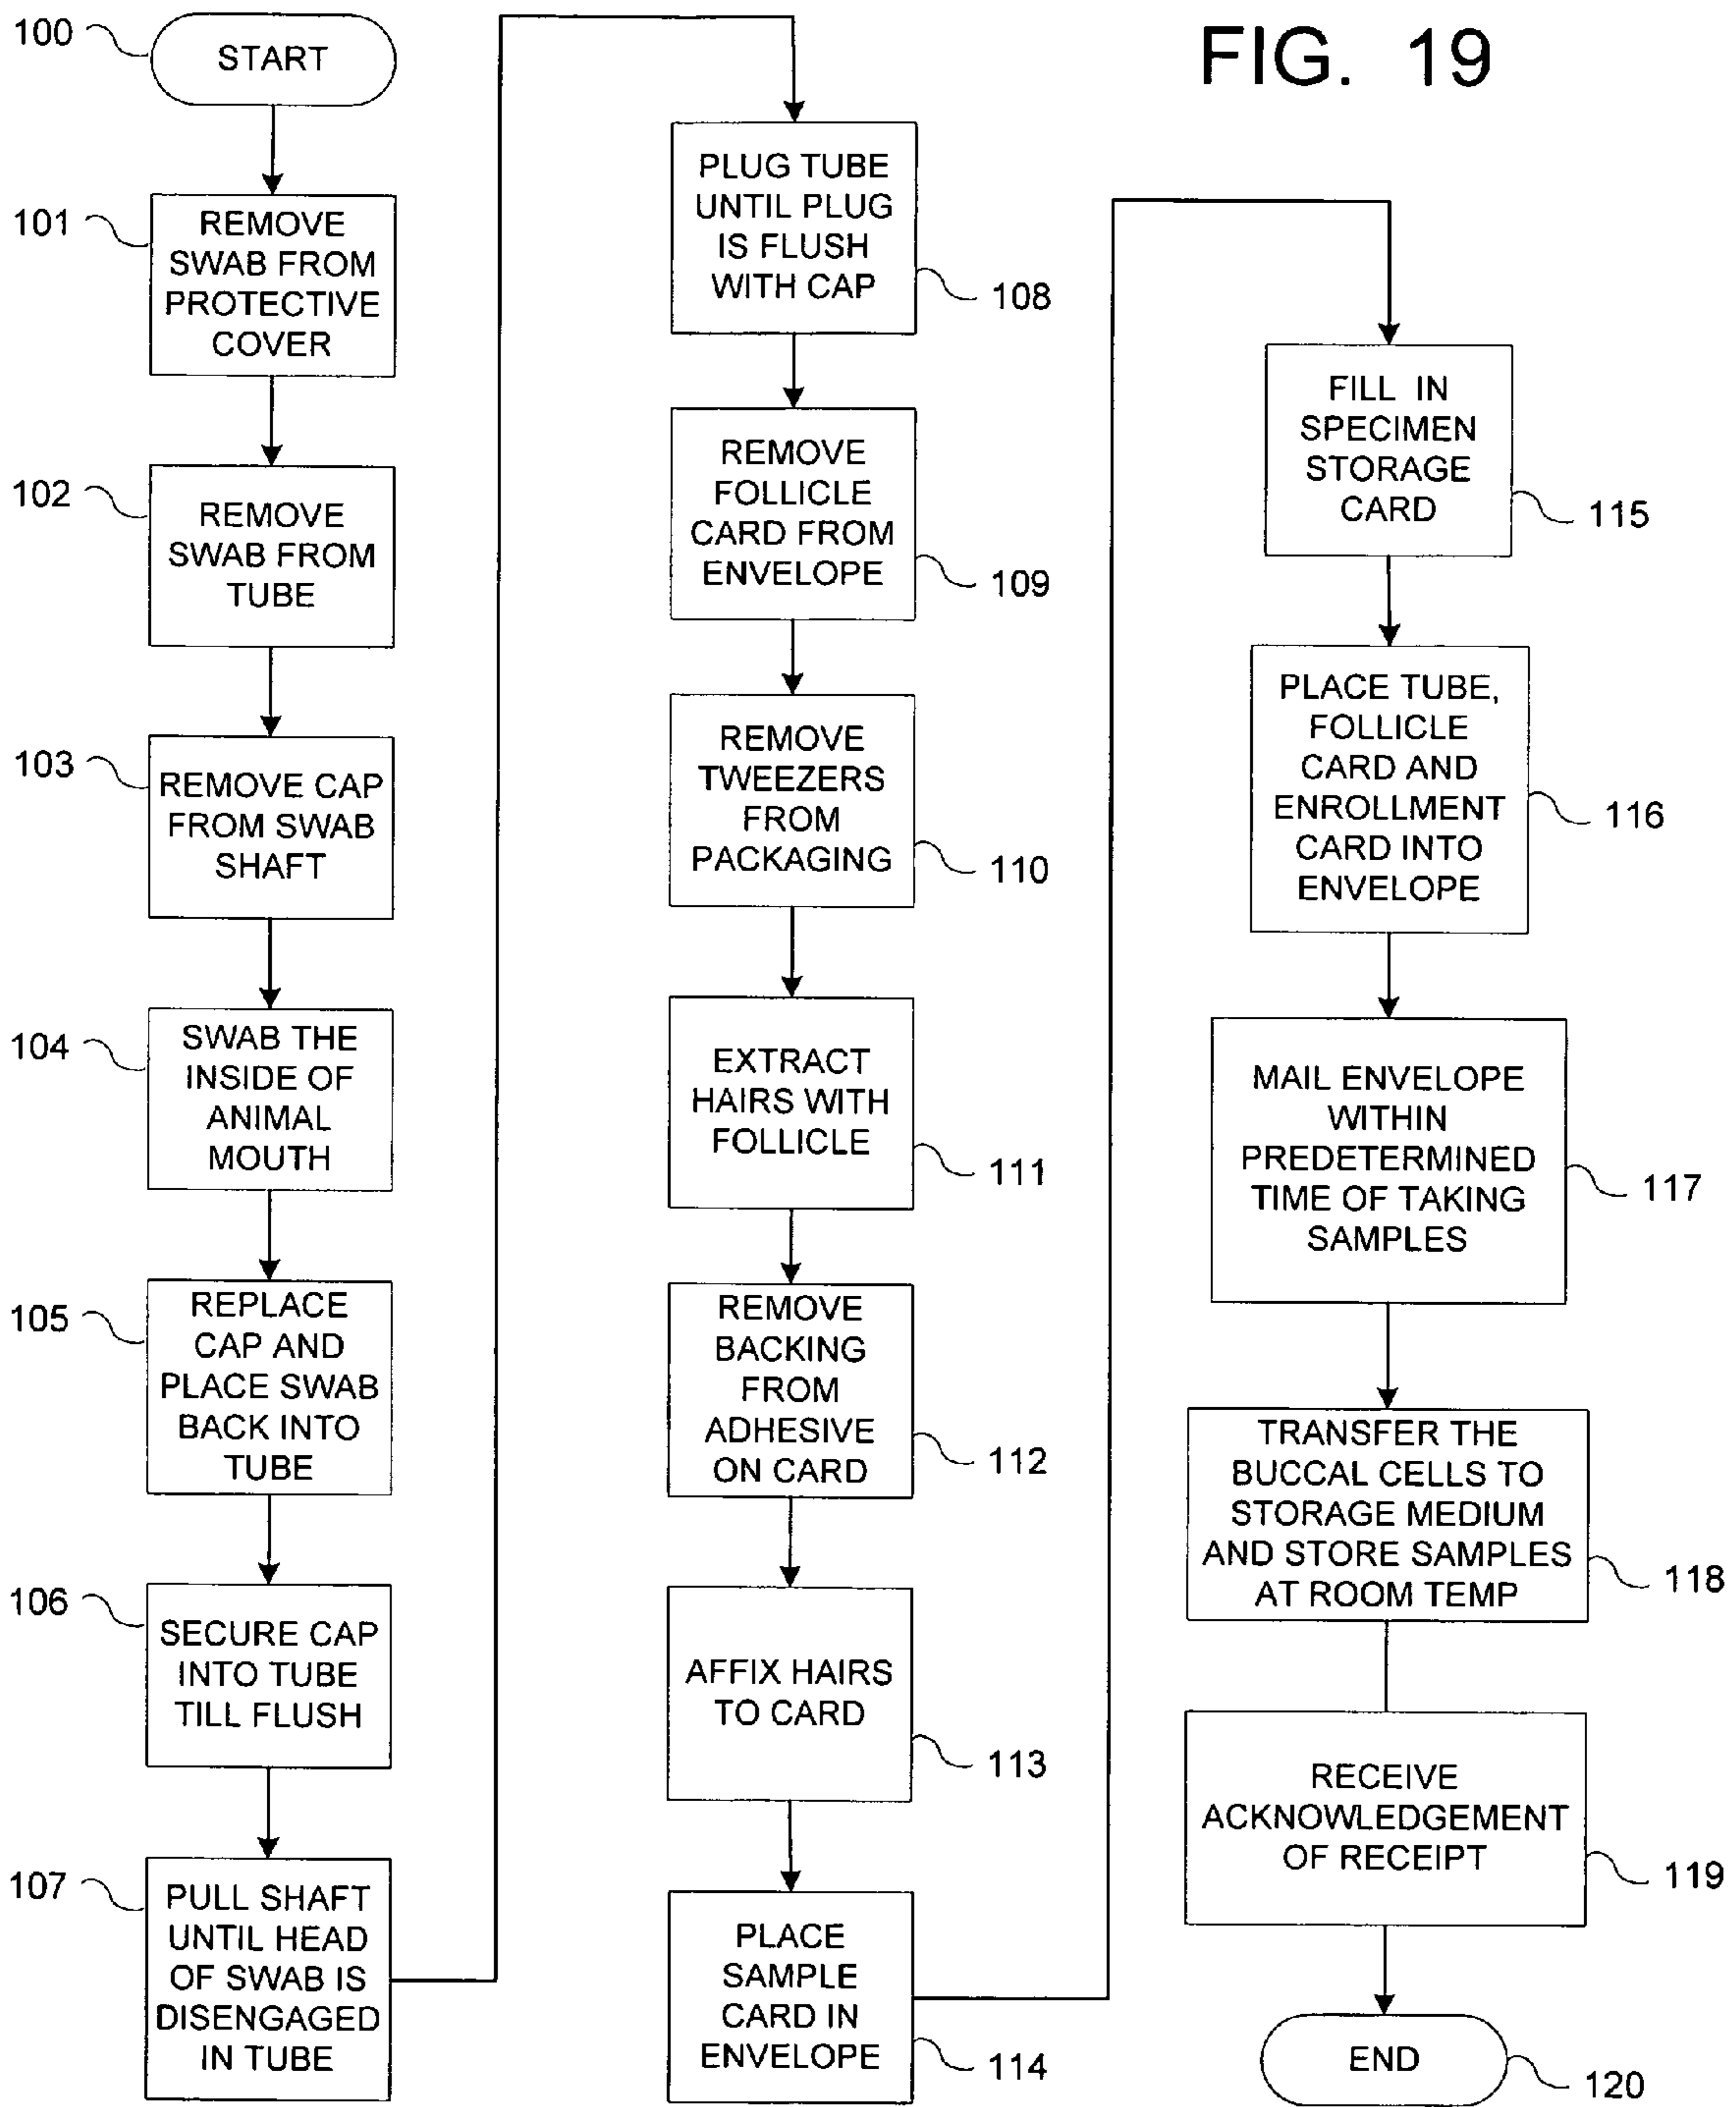 FIG. 19
100
START
101
REMOVE
SWAB FROM
PROTECTIVE
COVER
102
REMOVE
SWAB FROM
TUBE
103
REMOVE CAP
FROM SWAB
SHAFT
104
SWAB THE
INSIDE OF
ANIMAL
MOUTH
105
REPLACE
CAP AND
PLACE SWAB
BACK INTO
TUBE
106
SECURE CAP
INTO TUBE
TILL FLUSH
107
PULL SHAFT
UNTIL HEAD
OF SWAB IS
DISENGAGED
IN TUBE
PLUG TUBE
UNTIL PLUG
IS FLUSH
WITH CAP
108
REMOVE
FOLLICLE
CARD FROM
ENVELOPE
109
REMOVE
TWEEZERS
FROM
PACKAGING
110
EXTRACT
HAIRS WITH
FOLLICLE
111
REMOVE
BACKING
FROM
ADHESIVE
ON CARD
112
AFFIX HAIRS
TO CARD
113
PLACE
SAMPLE
CARD IN
ENVELOPE
114
FILL IN
SPECIMEN
STORAGE
CARD
115
PLACE TUBE,
FOLLICLE
CARD AND
ENROLLMENT
CARD INTO
ENVELOPE
116
MAIL ENVELOPE
WITHIN
PREDETERMINED
TIME OF TAKING
SAMPLES
117
TRANSFER THE
BUCCAL CELLS TO
STORAGE MEDIUM
AND STORE SAMPLES
AT ROOM TEMP
118
RECEIVE
ACKNOWLEDGEMENT
OF RECEIPT
119
END
120